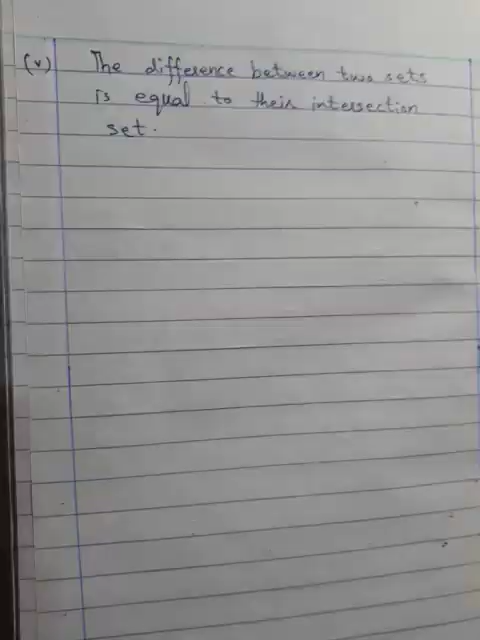 (v) The difference between two sets
is equal to their intersection
set.